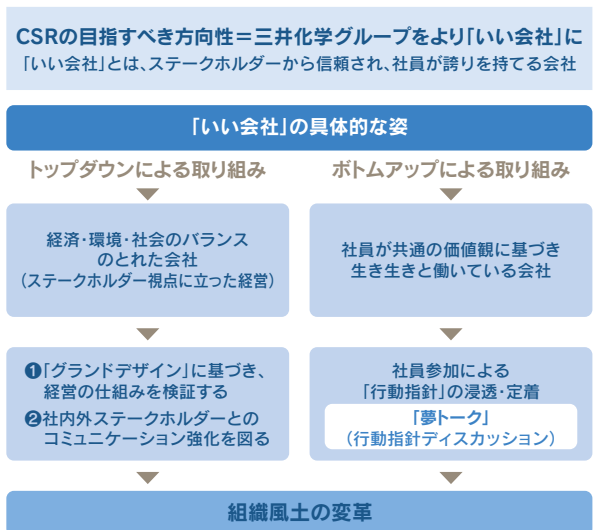 CSRの目指すべき方向性＝三井化学グループをより「いい会社」に
「いい会社」とは、ステークホルダーから信頼され、社員が誇りを持てる会社
「いい会社」の具体的な姿
トップダウンによる取り組み
経済・環境・社会のバランス
のとれた会社
（ステークホルダー視点に立った経営）
❶「グランドデザイン」に基づき、
経営の仕組みを検証する
❷社内外ステークホルダーとの
コミュニケーション強化を図る
ボトムアップによる取り組み
社員が共通の価値観に基づき
生き生きと働いている会社
社員参加による
「行動指針」の浸透・定着
「夢トーク」
（行動指針ディスカッション）
組織風土の変革